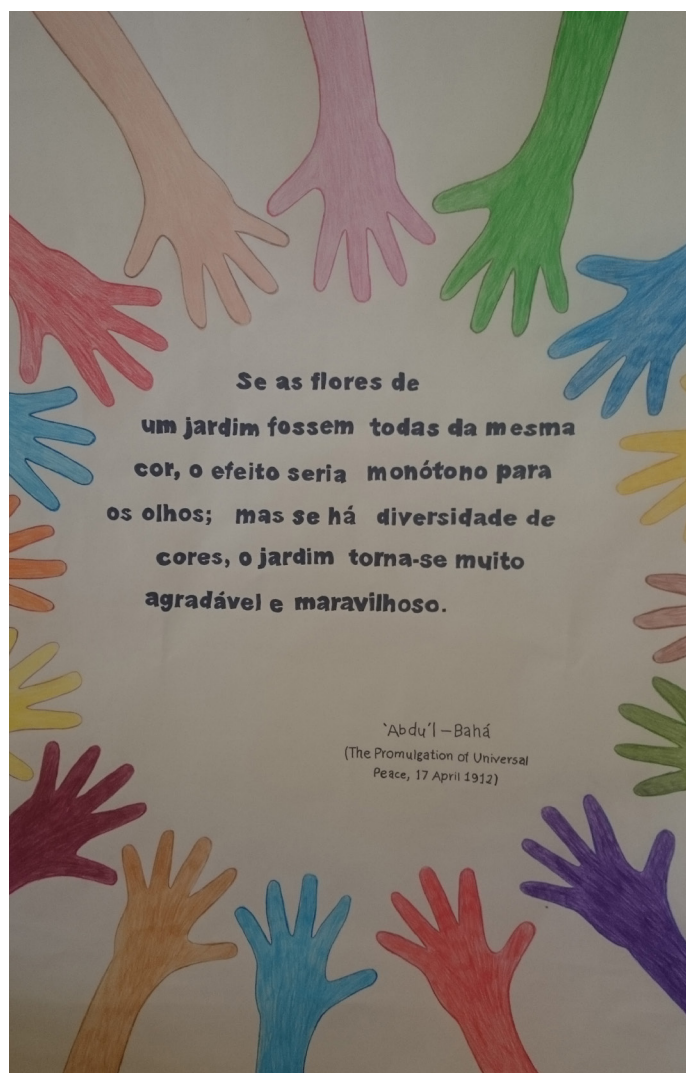 Se as flores de
um jardim fossem todas da mesma
cor, o efeito seria monótono para
os olhos; mas se há diversidade de
cores, o jardim torna-se muito
agradável e maravilhoso.
`Abdu'l-Bahá
(The Promulgation of Universal
Peace, 17 April 1912)